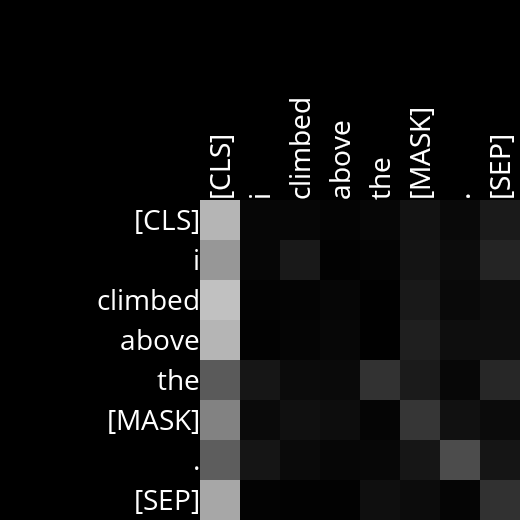 [CLS] i climbed above the [MASK] . [SEP]
[CLS]
i
climbed
above
the
[MASK]
.
[SEP]